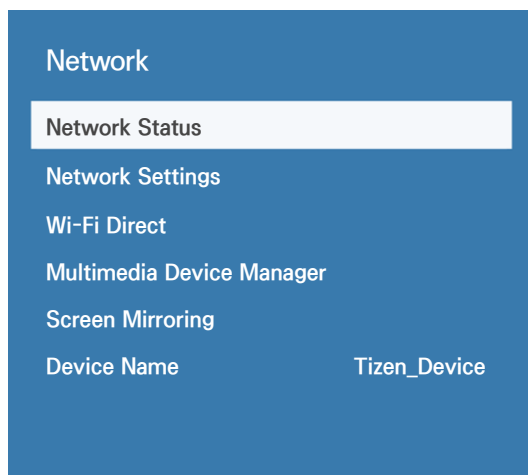 Network
Network Status
Network Settings
Wi-Fi Direct
Multimedia Device Manager
Screen Mirroring
Device Name Tizen_Device